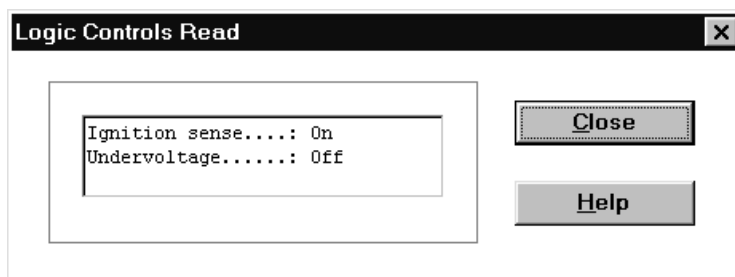 Logic Controls Read
Ignition sense....: On
Undervoltage......: Off
Close
Help